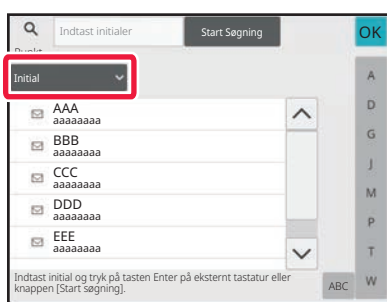 Indtast initialer
Start Søgning
OK
Punkt
Initial
A
AAA
aaaaaaaa
D
BBB
aaaaaaaa
G
CCC
aaaaaaaa
J
DDD
aaaaaaaa
M
EEE
aaaaaaaa
P
T
W
Indtast initial og tryk på tasten Enter på eksternt tastatur eller
knappen [Start søgning].
ABC